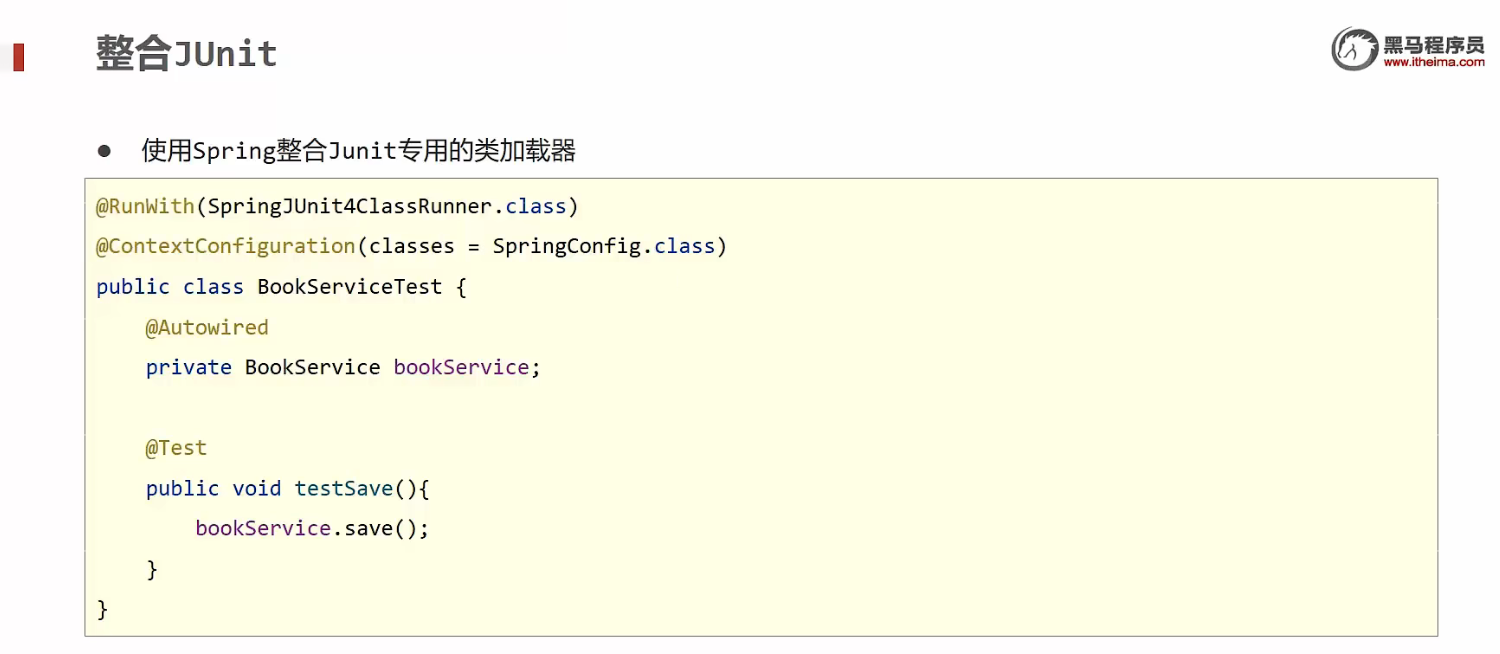 整合JUnit
黑马程序员
www.itheima.com
● 使用Spring整合Junit专用的类加载器
@RunWith(SpringJUnit4ClassRunner.class)
@ContextConfiguration(classes = SpringConfig.class)
public class BookServiceTest {
    @Autowired
    private BookService bookService;
    @Test
    public void testSave(){
        bookService.save();
    }
}